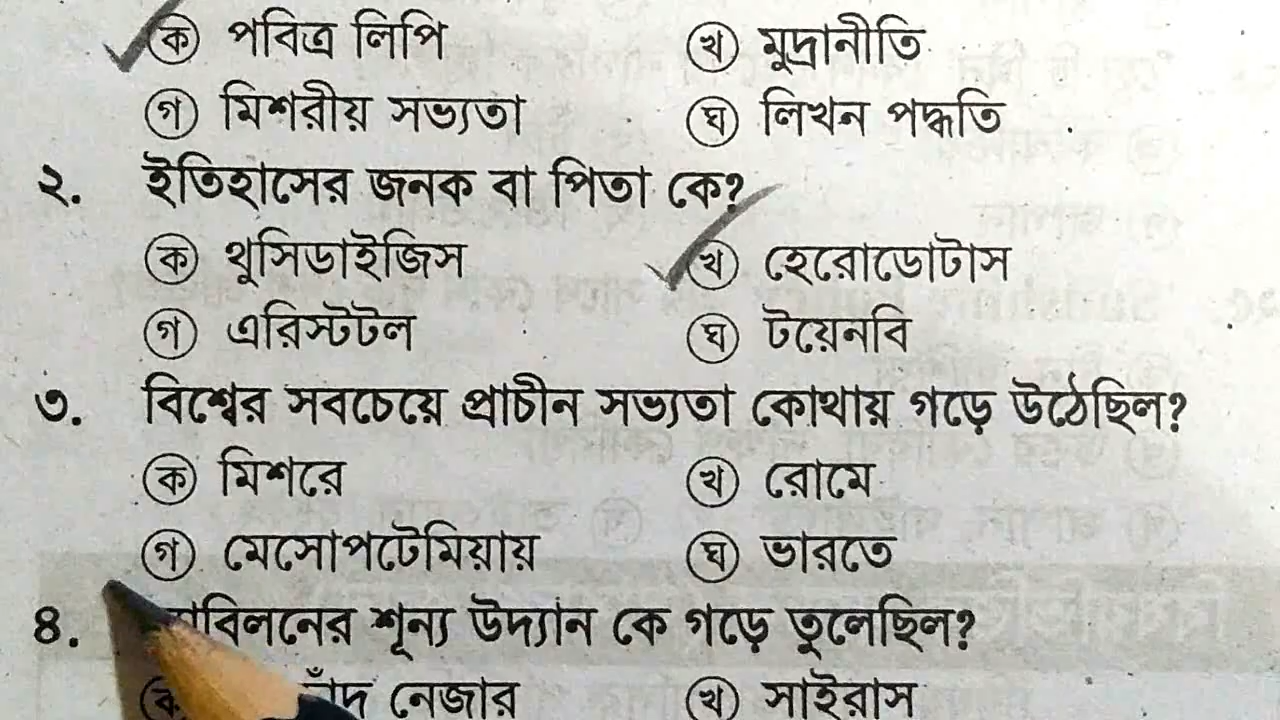 ক পবিত্র লিপি খ মুদ্রানীতি
গ মিশরীয় সভ্যতা ঘ লিখন পদ্ধতি
২. ইতিহাসের জনক বা পিতা কে?
ক থুসিডাইজিস খ হেরোডোটাস
গ এরিস্টটল ঘ টয়েনবি
৩. বিশ্বের সবচেয়ে প্রাচীন সভ্যতা কোথায় গড়ে উঠেছিল?
ক মিশরে খ রোমে
গ মেসোপটেমিয়ায় ঘ ভারতে
৪. শূন্য উদ্যান কে গড়ে তুলেছিল?
ক নেজার খ সাইরাস